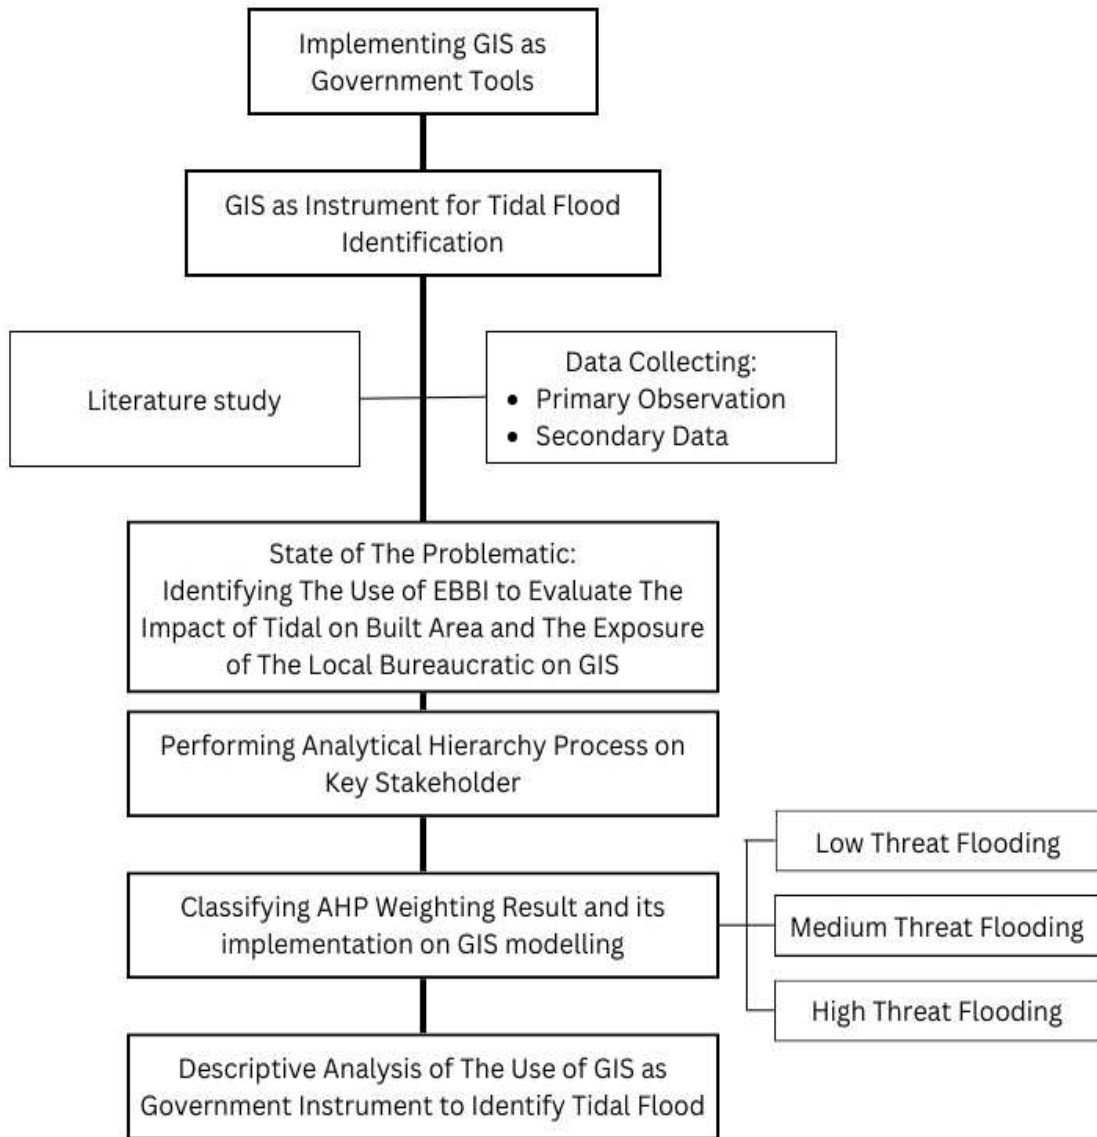 Implementing GIS as
Government Tools
GIS as Instrument for Tidal Flood
Identification
Literature study
Data Collecting:
• Primary Observation
• Secondary Data
State of The Problematic:
Identifying The Use of EBBI to Evaluate The
Impact of Tidal on Built Area and The Exposure
of The Local Bureaucratic on GIS
Performing Analytical Hierarchy Process on
Key Stakeholder
Classifying AHP Weighting Result and its
implementation on GIS modelling
Low Threat Flooding
Medium Threat Flooding
High Threat Flooding
Descriptive Analysis of The Use of GIS as
Government Instrument to Identify Tidal Flood